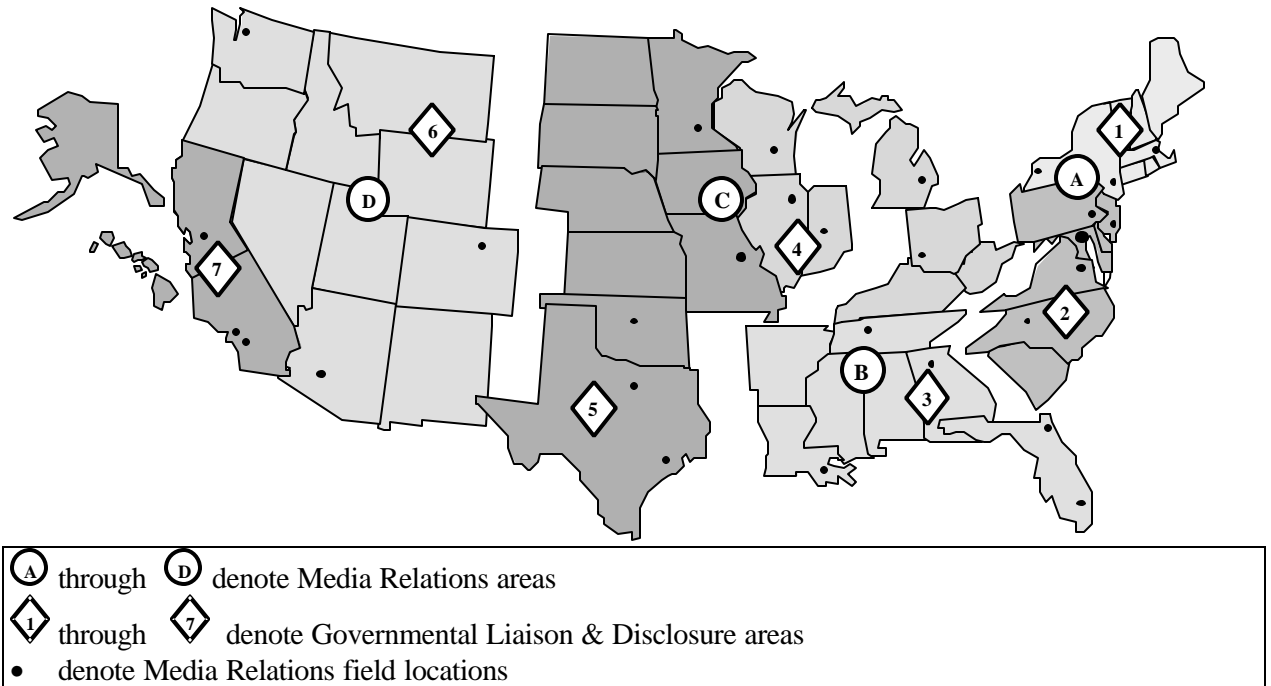 6
1
A
D
C
7
4
2
B
3
5
A through D denote Media Relations areas
1 through 7 denote Governmental Liaison & Disclosure areas
• denote Media Relations field locations